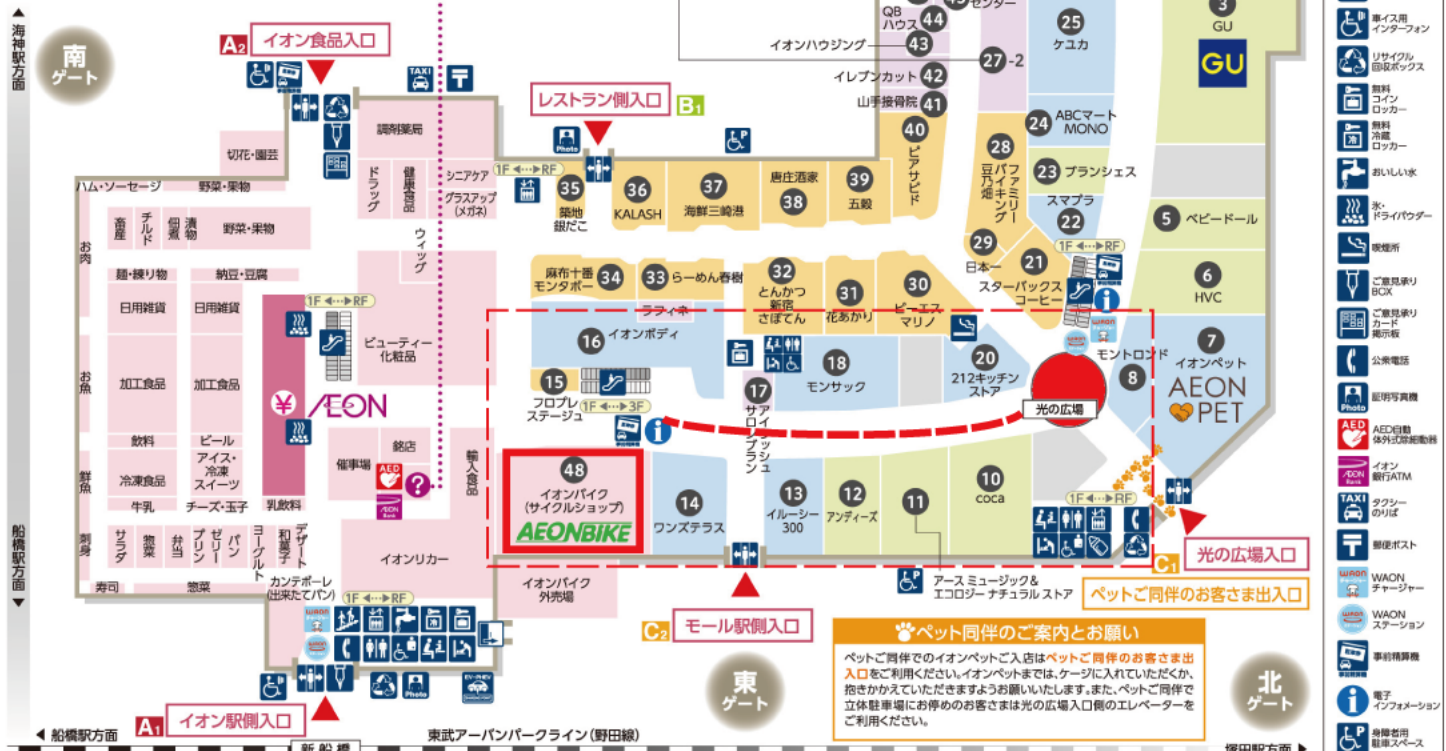 ▲海神駅方面
南
ゲート
A2
イオン食品入口
TAXI
調剤薬局
切花・園芸
ドラッグ
健康食品
シニアケア
グラスアップ
(メガネ)
ウィッグ
ハム・ソーセージ
野菜・果物
お肉
畜産
チルド
佃煮
漬物
野菜・果物
麺・練り物
納豆・豆腐
日用雑貨
日用雑貨
1F ◀···▶RF
お魚
加工食品
加工食品
¥
ÆON
ビューティー
化粧品
飲料
ビール
鮮魚
冷凍食品
アイス・
冷凍
スイーツ
牛乳
チーズ・玉子
乳飲料
刺身
サラダ
惣菜
弁当
プリン
ゼリー
パン
ヨーグルト
和菓子
デザート
寿司
惣菜
カンテボーレ
(出来たてパン)
1F ◀···▶RF
催事場
銘店
AED
?
ÆON
Bank
輸入食品
イオンリカー
イオンバイク
外売場
船橋駅方面▼
A1
イオン駅側入口
Photo
EV・PHEV
レストラン側入口
B1
Photo
1F ◀···▶RF
35
築地
銀だこ
36
KALASH
37
海鮮三崎港
唐庄酒家
38
39
五穀
40
ピアサピド
QB
ハウス
44
センター
イオンハウジング
43
イレブンカット
42
山手接骨院
41
27
-2
25
ケユカ
3
GU
GU
24
ABCマート
MONO
28
ファミリー
バイキング
豆乃畑
23
ブランシェス
スマプラ
22
1F ◀···▶RF
5
ベビードール
29
日本一
21
スターバックス
コーヒー
6
HVC
麻布十番
モンタボー
34
33
らーめん春樹
ラフィネ
32
とんかつ
新宿
さぼてん
31
花あかり
30
ピーエス
マリノ
16
イオンボディ
15
フロプレ
ステージュ
1F ◀···▶3F
17
アイラッシュ
サロンブラン
18
モンサック
20
212キッチン
ストア
光の広場
モントロンド
8
7
イオンペット
AEON
PET
48
イオンバイク
(サイクルショップ)
AEONBIKE
14
ワンズテラス
13
イルーシー
300
12
アンディーズ
11
10
coca
1F ◀···▶RF
アース ミュージック&
エコロジー ナチュラル ストア
C1
光の広場入口
ペットご同伴のお客さま出入口
C2
モール駅側入口
東
ゲート
ペット同伴のご案内とお願い
ペットご同伴でのイオンペットご入店はペットご同伴のお客さま出
入口をご利用ください。イオンペットまでは、ケージに入れていただくか、
抱きかかえていただきますようお願いいたします。また、ペットご同伴で
立体駐車場にお停めのお客さまは光の広場入口側のエレベーターを
ご利用ください。
北
ゲート
◀ 船橋駅方面
新船橋
東武アーバンパークライン(野田線)
塚田駅方面 ▶
車イス用
インターフォン
リサイクル
回収ボックス
無料
コイン
ロッカー
無料
冷蔵
ロッカー
おいしい水
氷・
ドライパウダー
喫煙所
ご意見承り
BOX
ご意見承り
カード
掲示板
公衆電話
Photo
証明写真機
AED
AED自動
体外式除細動器
ÆON
Bank
イオン
銀行ATM
TAXI
タクシー
のりば
郵便ポスト
WAON
チャージャー
WAON
ステーション
事前精算機
電子
インフォメーション
身障者用
駐車スペース